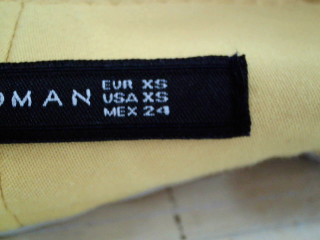 OMAN
EUR XS
USA XS
MEX 24